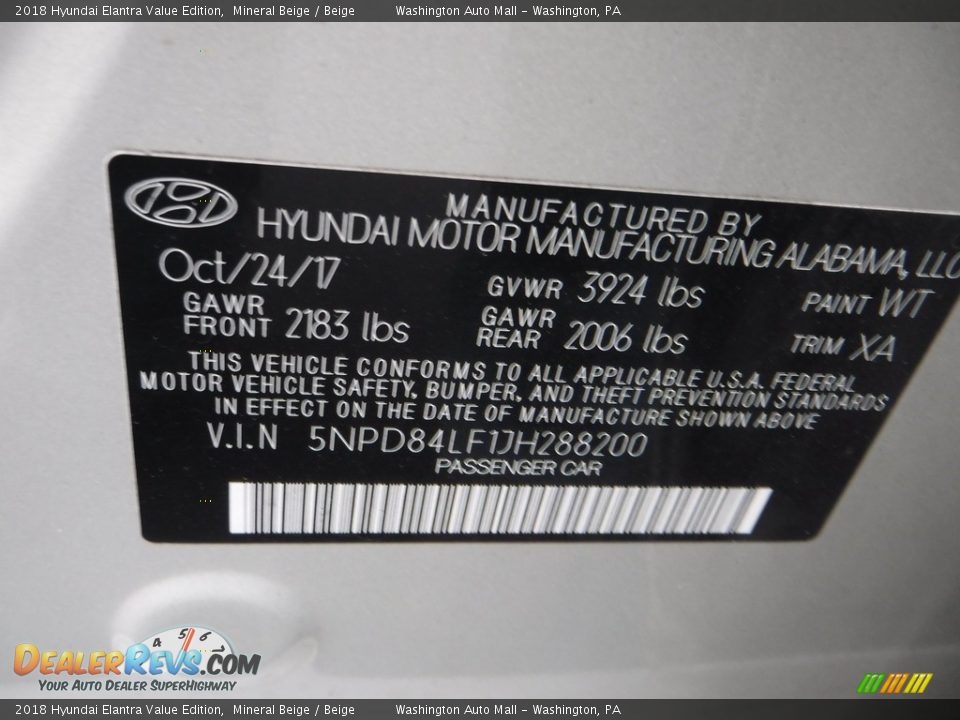 2018 Hyundai Elantra Value Edition, Mineral Beige / Beige Washington Auto Mall - Washington, PA
MANUFACTURED BY
HYUNDAI MOTOR MANUFACTURING ALABAMA, LLC
Oct/24/17
GVWR 3924 lbs
PAINT WT
GAWR FRONT 2183 lbs
GAWR REAR 2006 lbs
TRIM XA
THIS VEHICLE CONFORMS TO ALL APPLICABLE U.S.A. FEDERAL
MOTOR VEHICLE SAFETY, BUMPER, AND THEFT PREVENTION STANDARDS
IN EFFECT ON THE DATE OF MANUFACTURE SHOWN ABOVE
V.I.N 5NPD84LF1JH288200
PASSENGER CAR
4 5 6
DEALERREVS.COM
YOUR AUTO DEALER SUPERHIGHWAY
2018 Hyundai Elantra Value Edition, Mineral Beige / Beige Washington Auto Mall - Washington, PA